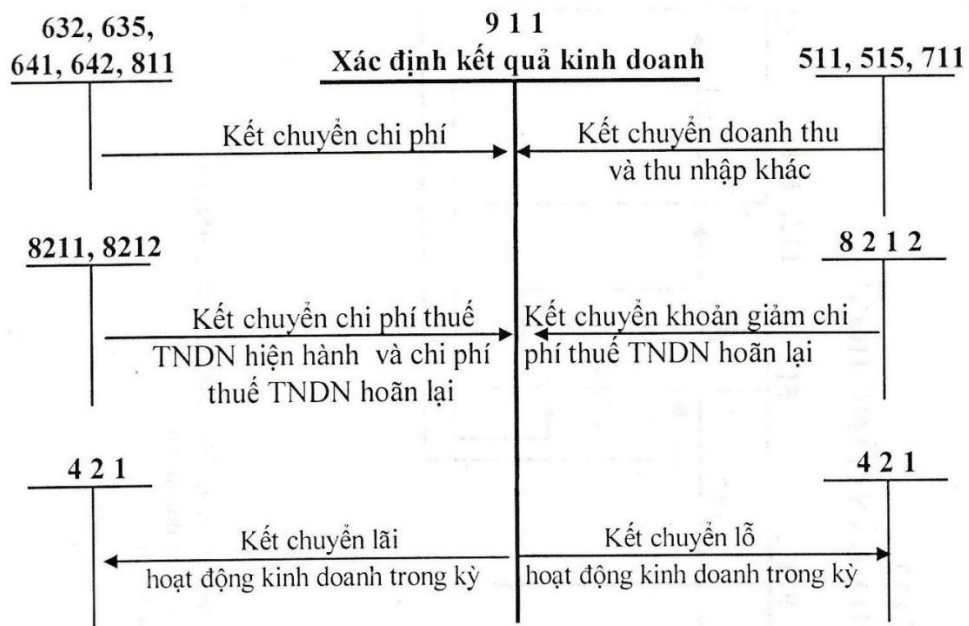 632, 635,
641, 642, 811
9 1 1
Xác định kết quả kinh doanh
511, 515, 711
Kết chuyển chi phí
Kết chuyển doanh thu
và thu nhập khác
8211, 8212
8 2 1 2
Kết chuyển chi phí thuế
TNDN hiện hành và chi phí
thuế TNDN hoãn lại
Kết chuyển khoản giảm chi
phí thuế TNDN hoãn lại
4 2 1
4 2 1
Kết chuyển lãi
hoạt động kinh doanh trong kỳ
Kết chuyển lỗ
hoạt động kinh doanh trong kỳ